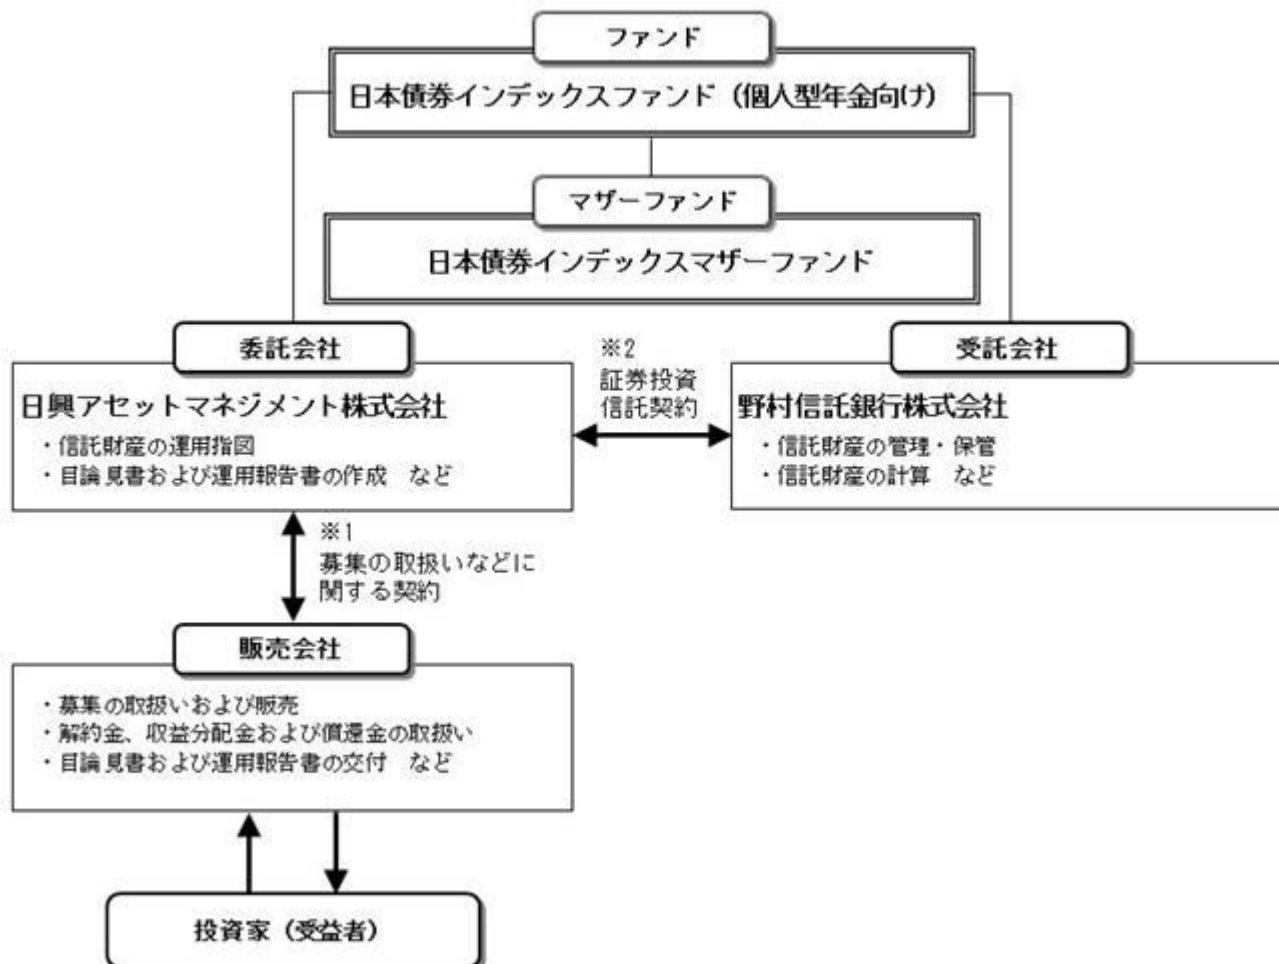 ファンド
日本債券インデックスファンド（個人型年金向け）
マザーファンド
日本債券インデックスマザーファンド
委託会社
日興アセットマネジメント株式会社
・信託財産の運用指図
・目論見書および運用報告書の作成　など
※2
証券投資
信託契約
受託会社
野村信託銀行株式会社
・信託財産の管理・保管
・信託財産の計算　など
※1
募集の取扱いなどに
関する契約
販売会社
・募集の取扱いおよび販売
・解約金、収益分配金および償還金の取扱い
・目論見書および運用報告書の交付　など
投資家（受益者）